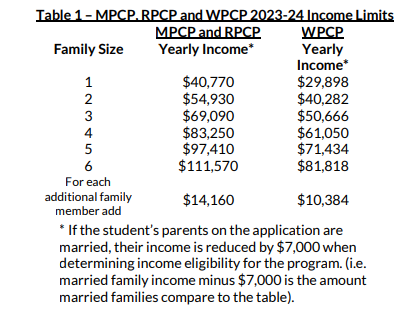 Table 1 – MPCP, RPCP and WPCP 2023-24 Income Limits
MPCP and RPCP WPCP
Family Size Yearly Income* Yearly
Income*
1 $40,770 $29,898
2 $54,930 $40,282
3 $69,090 $50,666
4 $83,250 $61,050
5 $97,410 $71,434
6 $111,570 $81,818
For each
additional family $14,160 $10,384
member add
* If the student's parents on the application are
married, their income is reduced by $7,000 when
determining income eligibility for the program. (i.e.
married family income minus $7,000 is the amount
married families compare to the table).